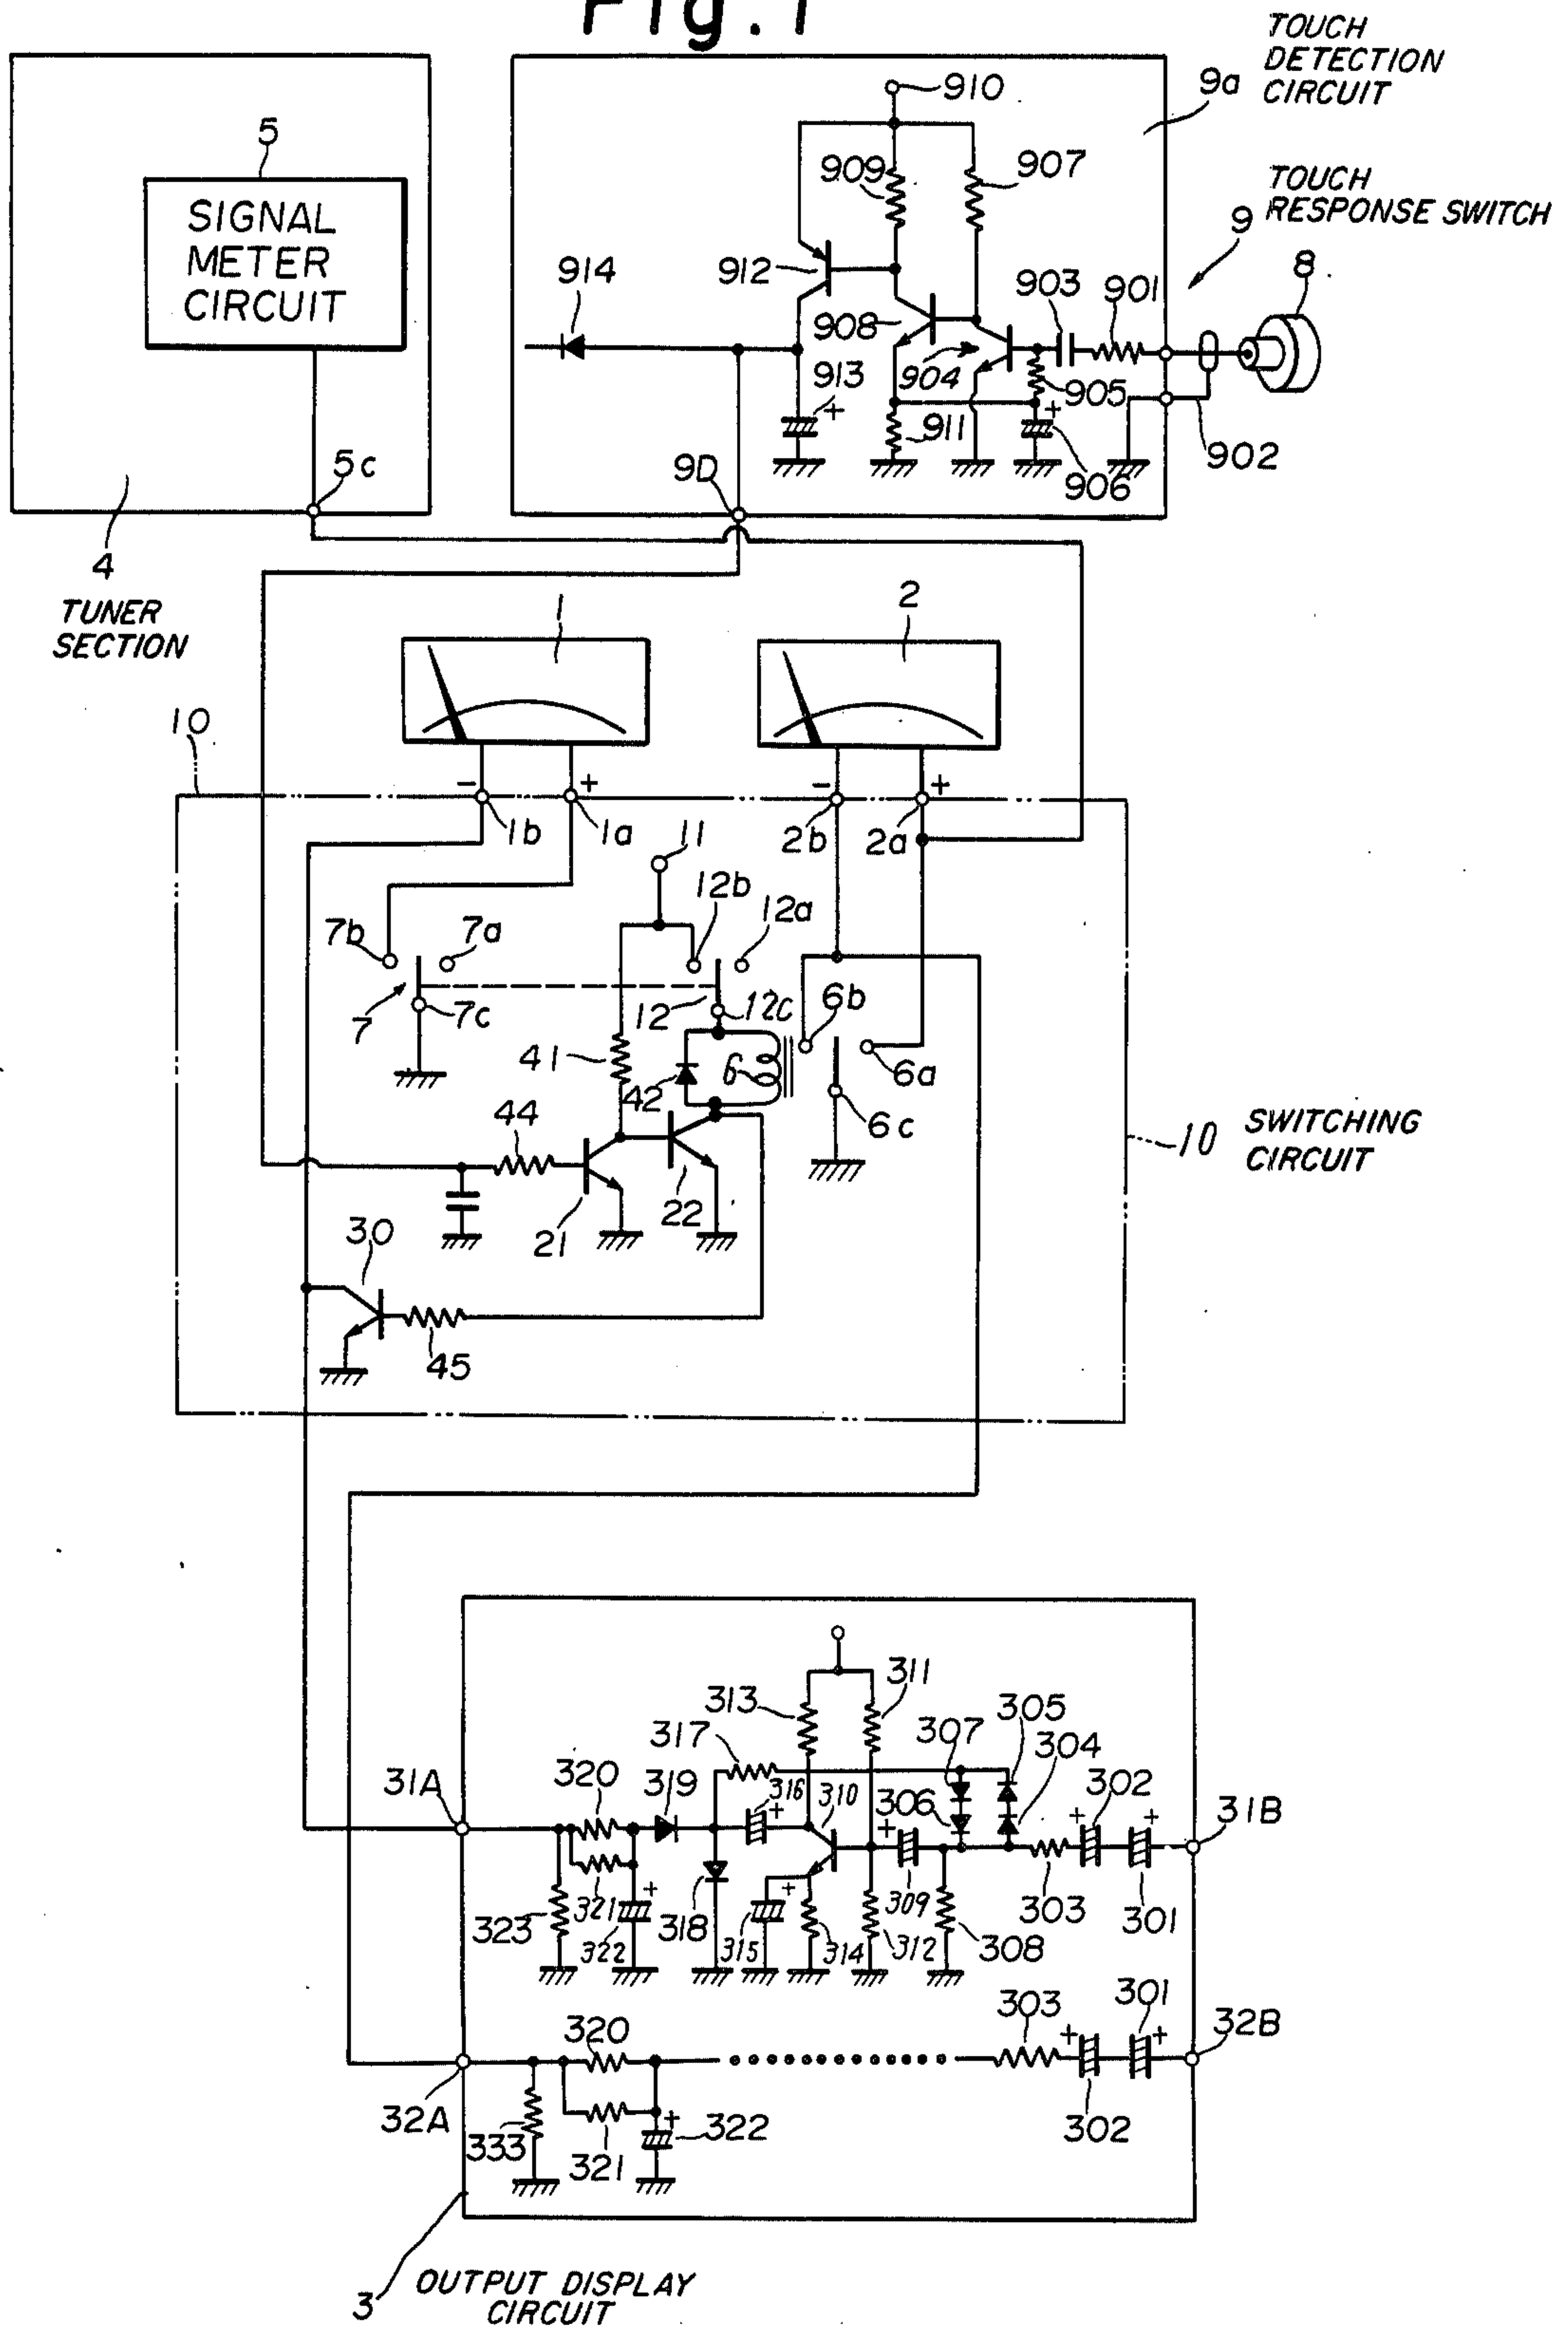 Fig. 1
TOUCH
DETECTION
CIRCUIT
9a
910
909
907
TOUCH
RESPONSE SWITCH
9
8
5
SIGNAL
METER
CIRCUIT
914
912
908
903
901
904
905
913
+
911
+
906
902
5c
9D
4
TUNER
SECTION
1
2
10
-
+
-
+
1b
1a
2b
2a
11
12b
12a
7b
7a
7
7c
12
12c
6b
41
42
6
6a
6c
44
10
SWITCHING
CIRCUIT
21
22
30
45
313
311
317
307
305
304
31A
320
319
316
+
310
306
+
302
+
+
31B
323
321
322
+
318
315
+
314
312
309
308
303
301
320
303
301
32B
+
+
32A
333
321
+
322
302
3
OUTPUT DISPLAY
CIRCUIT